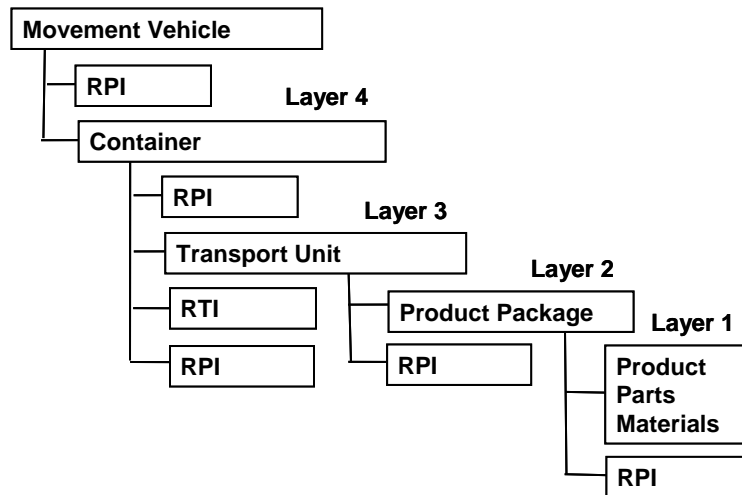 Movement Vehicle
RPI
Layer 4
Container
RPI
Layer 3
Transport Unit
Layer 2
RTI
Product Package
Layer 1
RPI
RPI
Product
Parts
Materials
RPI